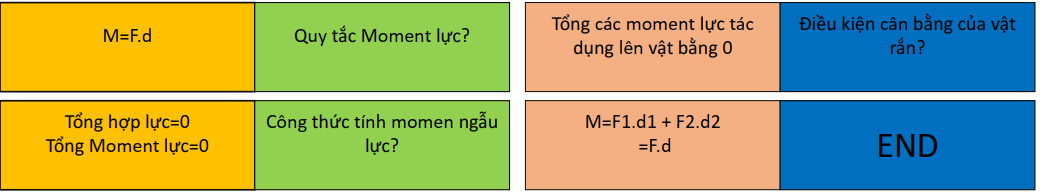 M=F.d
Quy tắc Moment lực?
Tổng các moment lực tác
dụng lên vật bằng 0
Điều kiện cân bằng của vật
rắn?
Tổng hợp lực=0
Tổng Moment lực=0
Công thức tính momen ngẫu
lực?
M=F1.d1 + F2.d2
=F.d
END